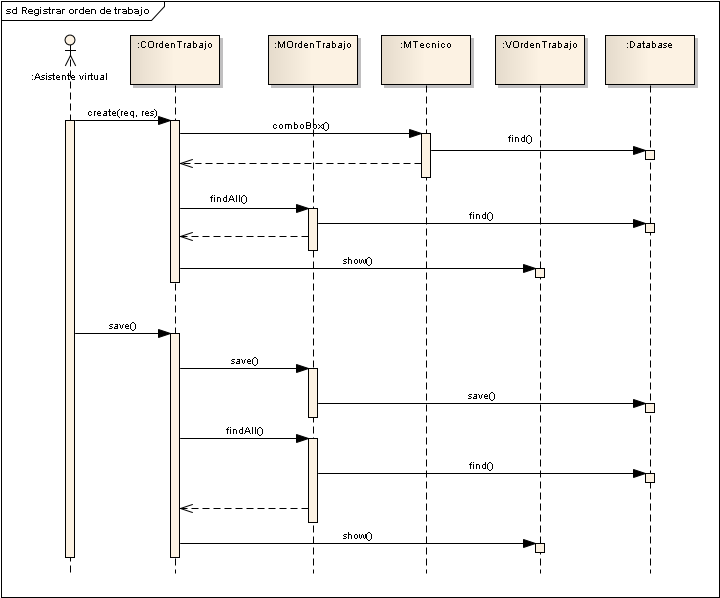 sd Registrar orden de trabajo
:COrdenTrabajo
:MOrdenTrabajo
:MTecnico
:VOrdenTrabajo
:Database
:Asistente virtual
create(req, res)
comboBox()
find()
findAll()
find()
show()
save()
save()
save()
findAll()
find()
show()